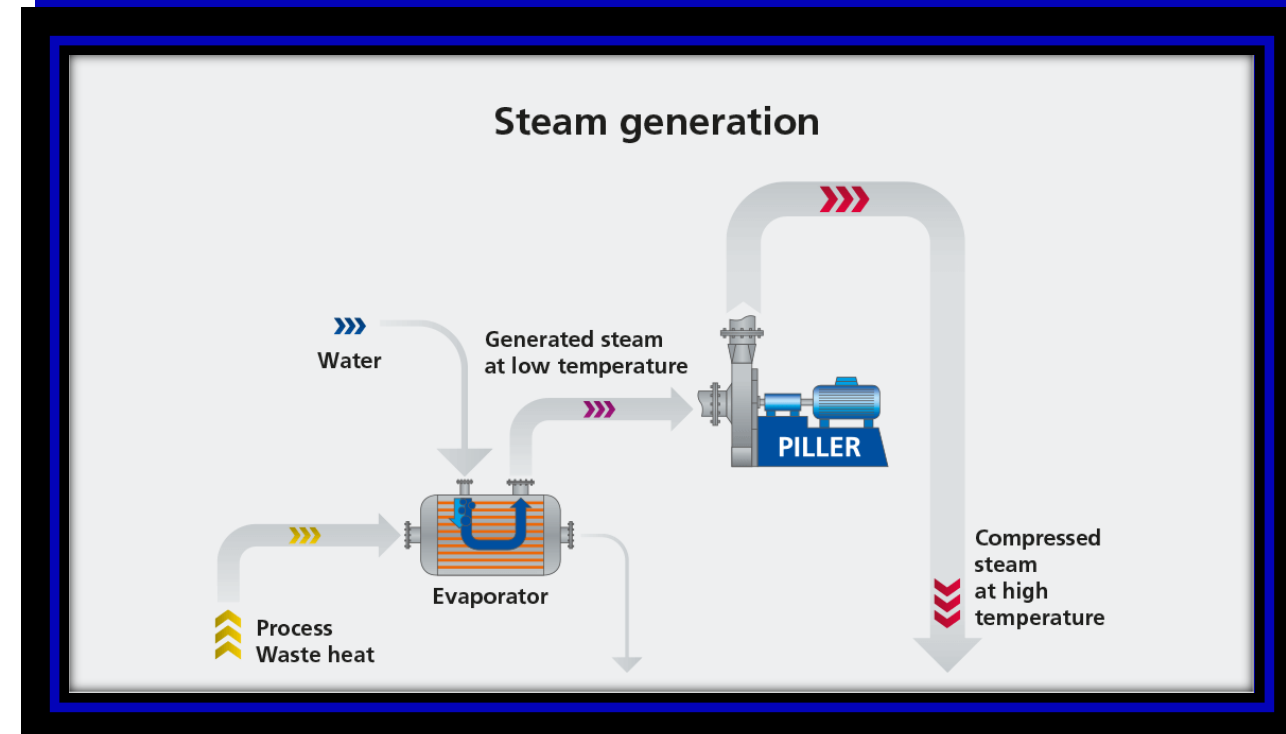 Steam generation
Water
Generated steam
at low temperature
PILLER
Evaporator
Process
Waste heat
Compressed
steam
at high
temperature